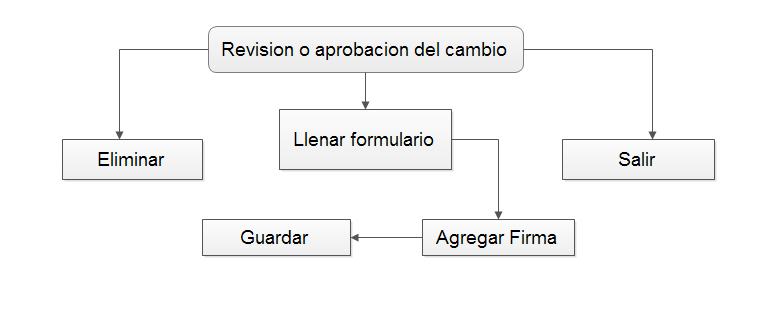 Revision o aprobacion del cambio
Llenar formulario
Eliminar
Salir
Guardar
Agregar Firma